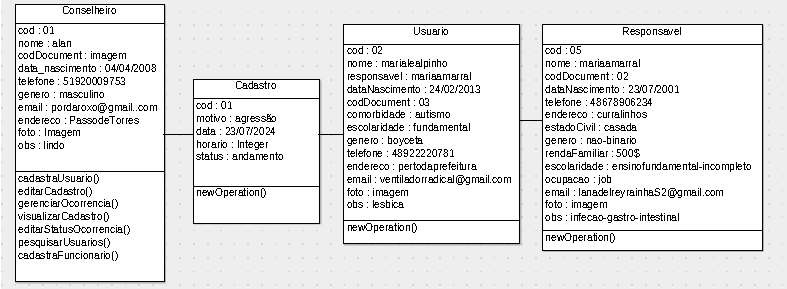 Conselheiro
cod : 01
nome : alan
codDocument : imagem
data_nascimento : 04/04/2008
telefone : 51920009753
genero : masculino
email : pordaroxo@gmail..com
endereco : PassodeTorres
foto : Imagem
obs : lindo
cadastraUsuario()
editarCadastro()
gerenciarOcorrencia()
visualizarCadastro()
editarStatusOcorrencia()
pesquisarUsuarios()
cadastraFuncionario()
Cadastro
cod : 01
motivo : agressão
data : 23/07/2024
horario : Integer
status : andamento
newOperation()
Usuario
cod : 02
nome : marialealpinho
responsavel : mariaamarral
dataNascimento : 24/02/2013
codDocument : 03
comorbidade : autismo
escolaridade : fundamental
genero : boyceta
telefone : 48922220781
endereco : pertodaprefeitura
email : ventiladorradical@gmail.com
foto : imagem
obs : lesbica
newOperation()
Responsavel
cod : 05
nome : mariaamarral
codDocument : 02
dataNascimento : 23/07/2001
telefone : 48678906234
endereco : curralinhos
estadoCivil : casada
genero : nao-binario
rendaFamiliar : 500$
escolaridade : ensinofundamental-incompleto
ocupacao : job
email : lanadelreyrainhaS2@gmail.com
foto : imagem
obs : infecao-gastro-intestinal
newOperation()